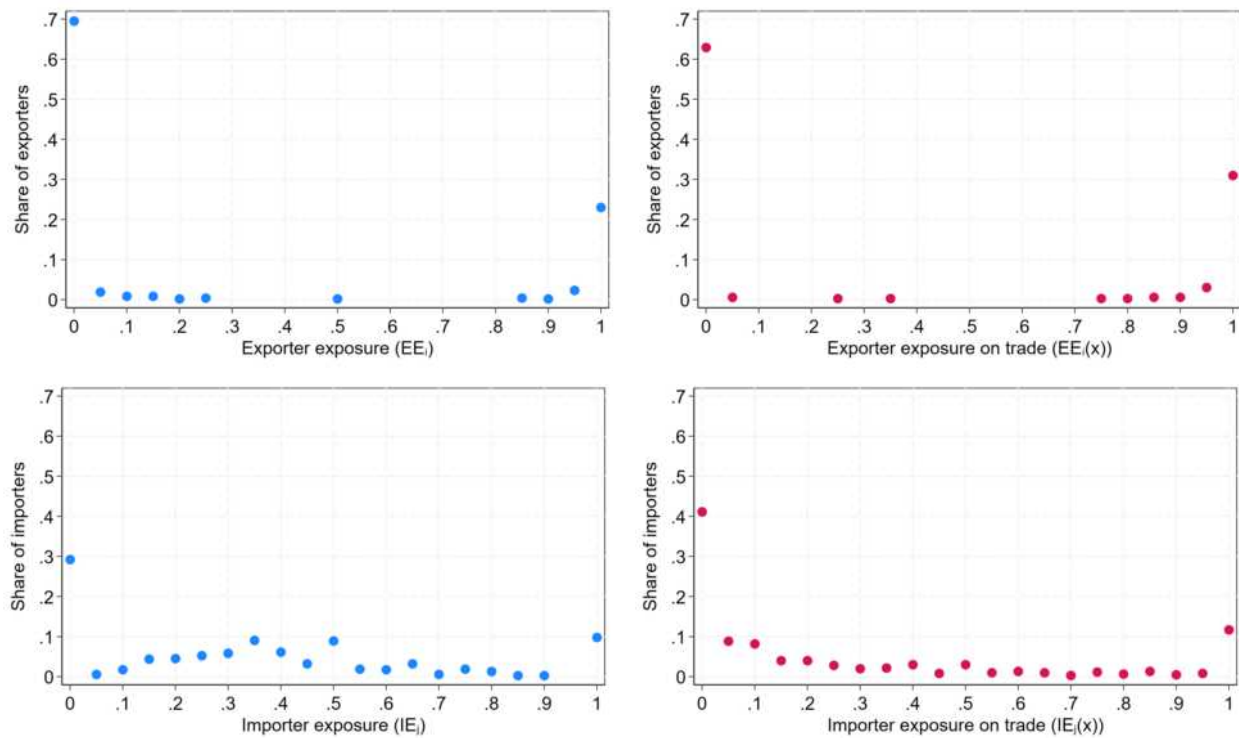 .7
.6
.5
.4
.3
.2
.1
0
Share of exporters
0 .1 .2 .3 .4 .5 .6 .7 .8 .9 1
Exporter exposure (EEᵢ)
.7
.6
.5
.4
.3
.2
.1
0
Share of exporters
0 .1 .2 .3 .4 .5 .6 .7 .8 .9 1
Exporter exposure on trade (EEᵢ(x))
.7
.6
.5
.4
.3
.2
.1
0
Share of importers
0 .1 .2 .3 .4 .5 .6 .7 .8 .9 1
Importer exposure (IEⱼ)
.7
.6
.5
.4
.3
.2
.1
0
Share of importers
0 .1 .2 .3 .4 .5 .6 .7 .8 .9 1
Importer exposure on trade (IEⱼ(x))